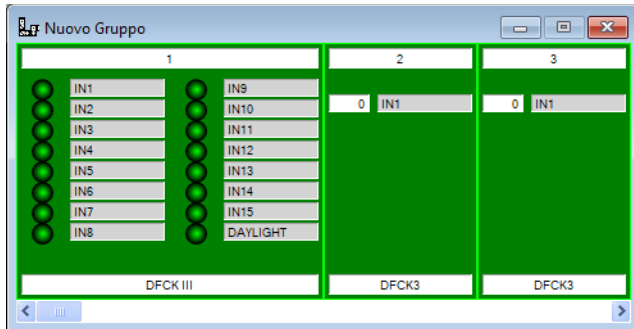 Nuovo Gruppo
1 2 3
IN1 IN9
IN2 IN10 0 IN1 0 IN1
IN3 IN11
IN4 IN12
IN5 IN13
IN6 IN14
IN7 IN15
IN8 DAYLIGHT
DFCK III DFCK3 DFCK3